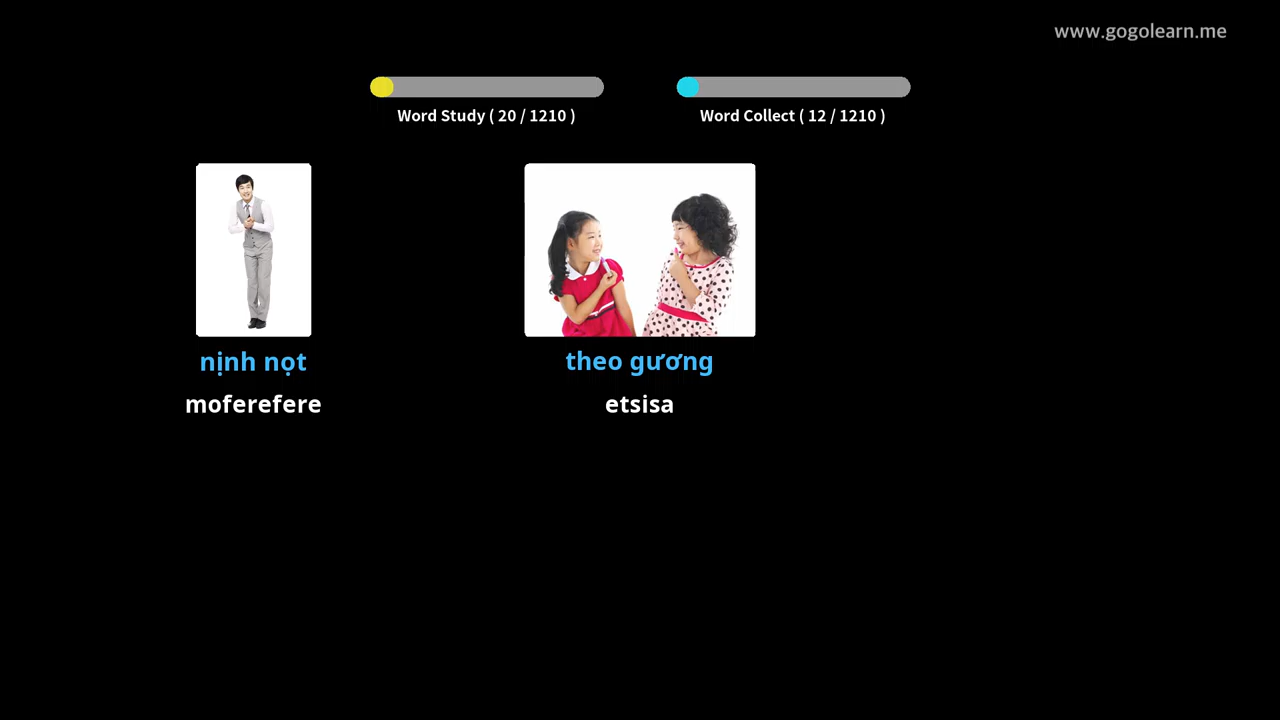 www.gogolearn.me
Word Study ( 20 / 1210 )
Word Collect ( 12 / 1210 )
nịnh nọt
theo gương
moferefere
etsisa